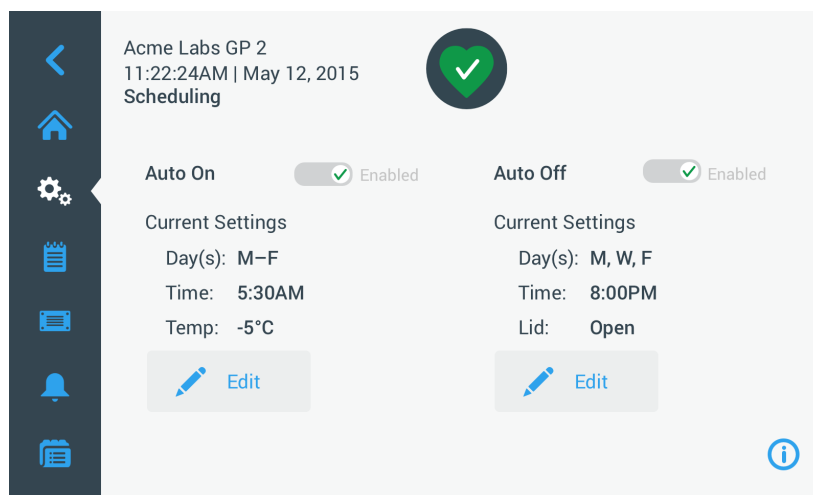 Acme Labs GP 2
11:22:24AM | May 12, 2015
Scheduling
Auto On Enabled
Current Settings
Day(s): M–F
Time: 5:30AM
Temp: -5°C
Edit
Auto Off Enabled
Current Settings
Day(s): M, W, F
Time: 8:00PM
Lid: Open
Edit